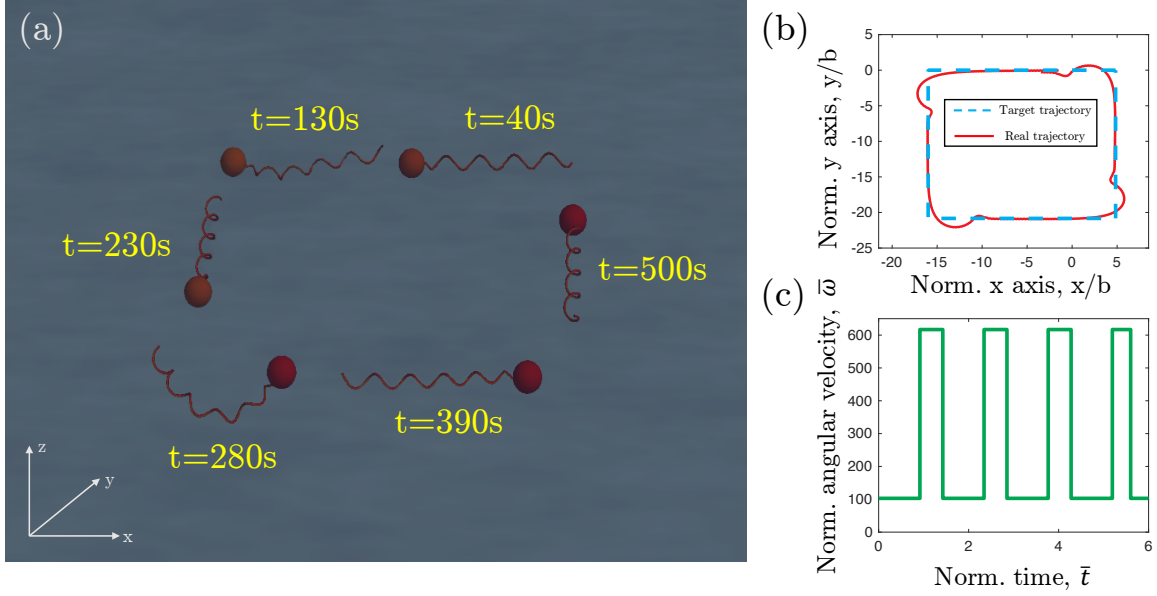 (a)
t=130s
t=40s
t=230s
t=500s
t=280s
t=390s
z
y
x
(b)
Norm. y axis, y/b
5
0
-5
-10
-15
-20
-25
Target trajectory
Real trajectory
-20 -15 -10 -5 0 5
Norm. x axis, x/b
(c)
Norm. angular velocity, ω̅
600
500
400
300
200
100
0
0 2 4 6
Norm. time, t̄